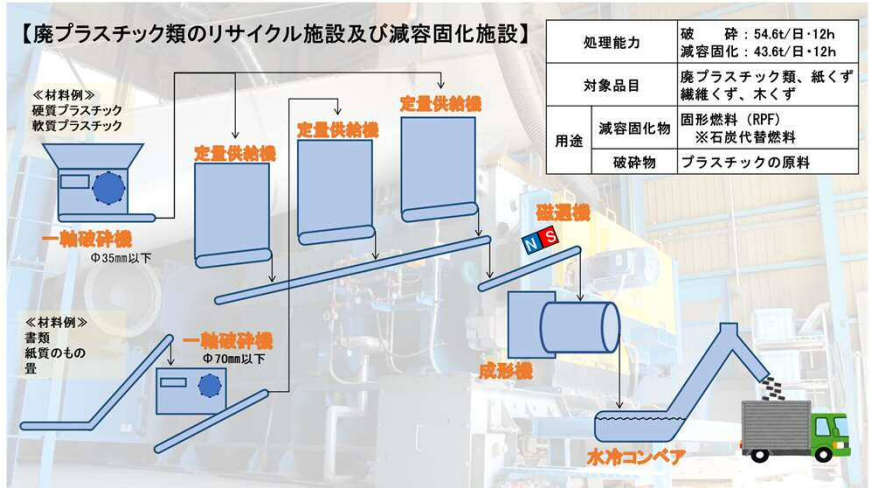 【廃プラスチック類のリサイクル施設及び減容固化施設】
処理能力
破　　砕：54.6t/日・12h
減容固化：43.6t/日・12h
対象品目
廃プラスチック類、紙くず
繊維くず、木くず
用途
減容固化物
固形燃料（RPF）
※石炭代替燃料
破砕物
プラスチックの原料
≪材料例≫
硬質プラスチック
軟質プラスチック
一軸破砕機
Φ35mm以下
定量供給機
定量供給機
定量供給機
磁選機
N S
≪材料例≫
書類
紙質のもの
畳
一軸破砕機
Φ70mm以下
成形機
水冷コンベア